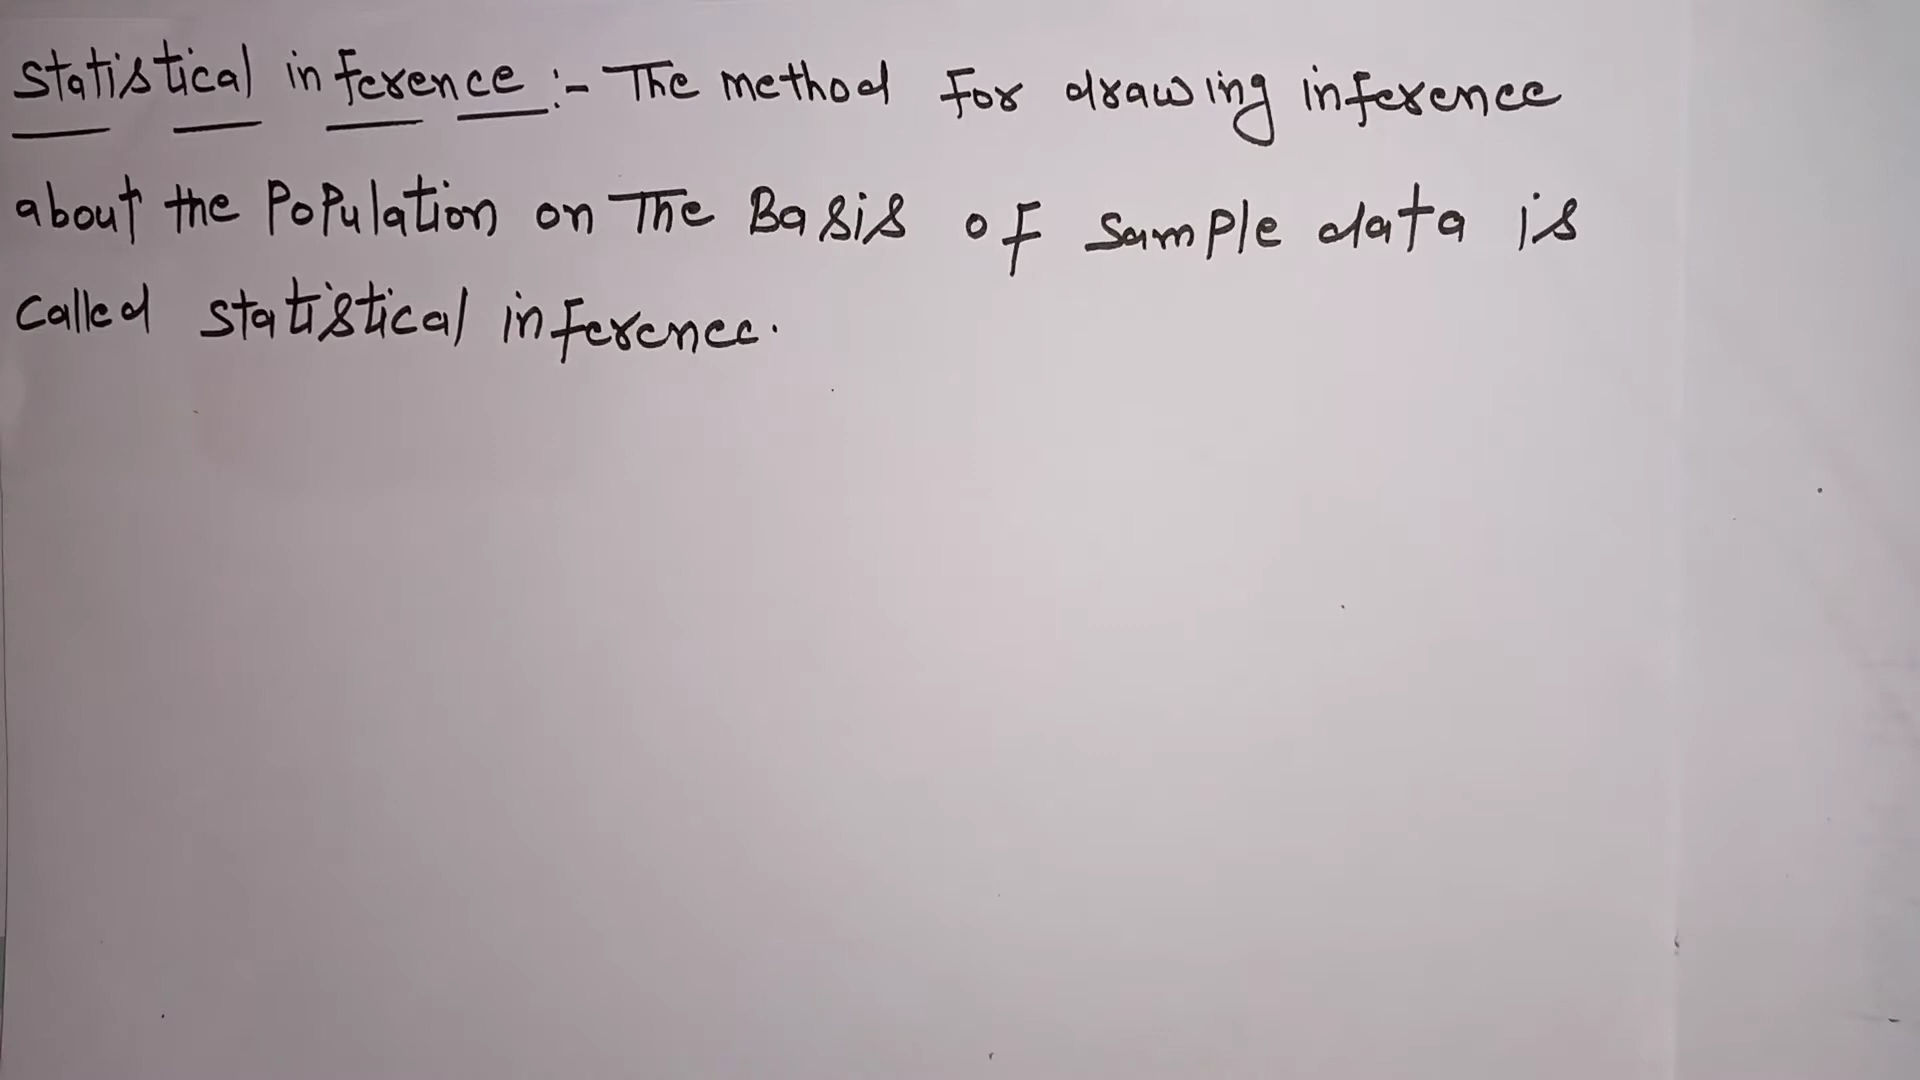 Statistical inference :- The method For drawing inference
about the Population on The Basis of Sample data is
Called Statistical inference.